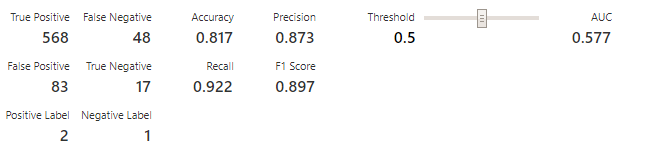 True Positive False Negative Accuracy Precision Threshold AUC
568 48 0.817 0.873 0.5 0.577
False Positive True Negative Recall F1 Score
83 17 0.922 0.897
Positive Label Negative Label
2 1